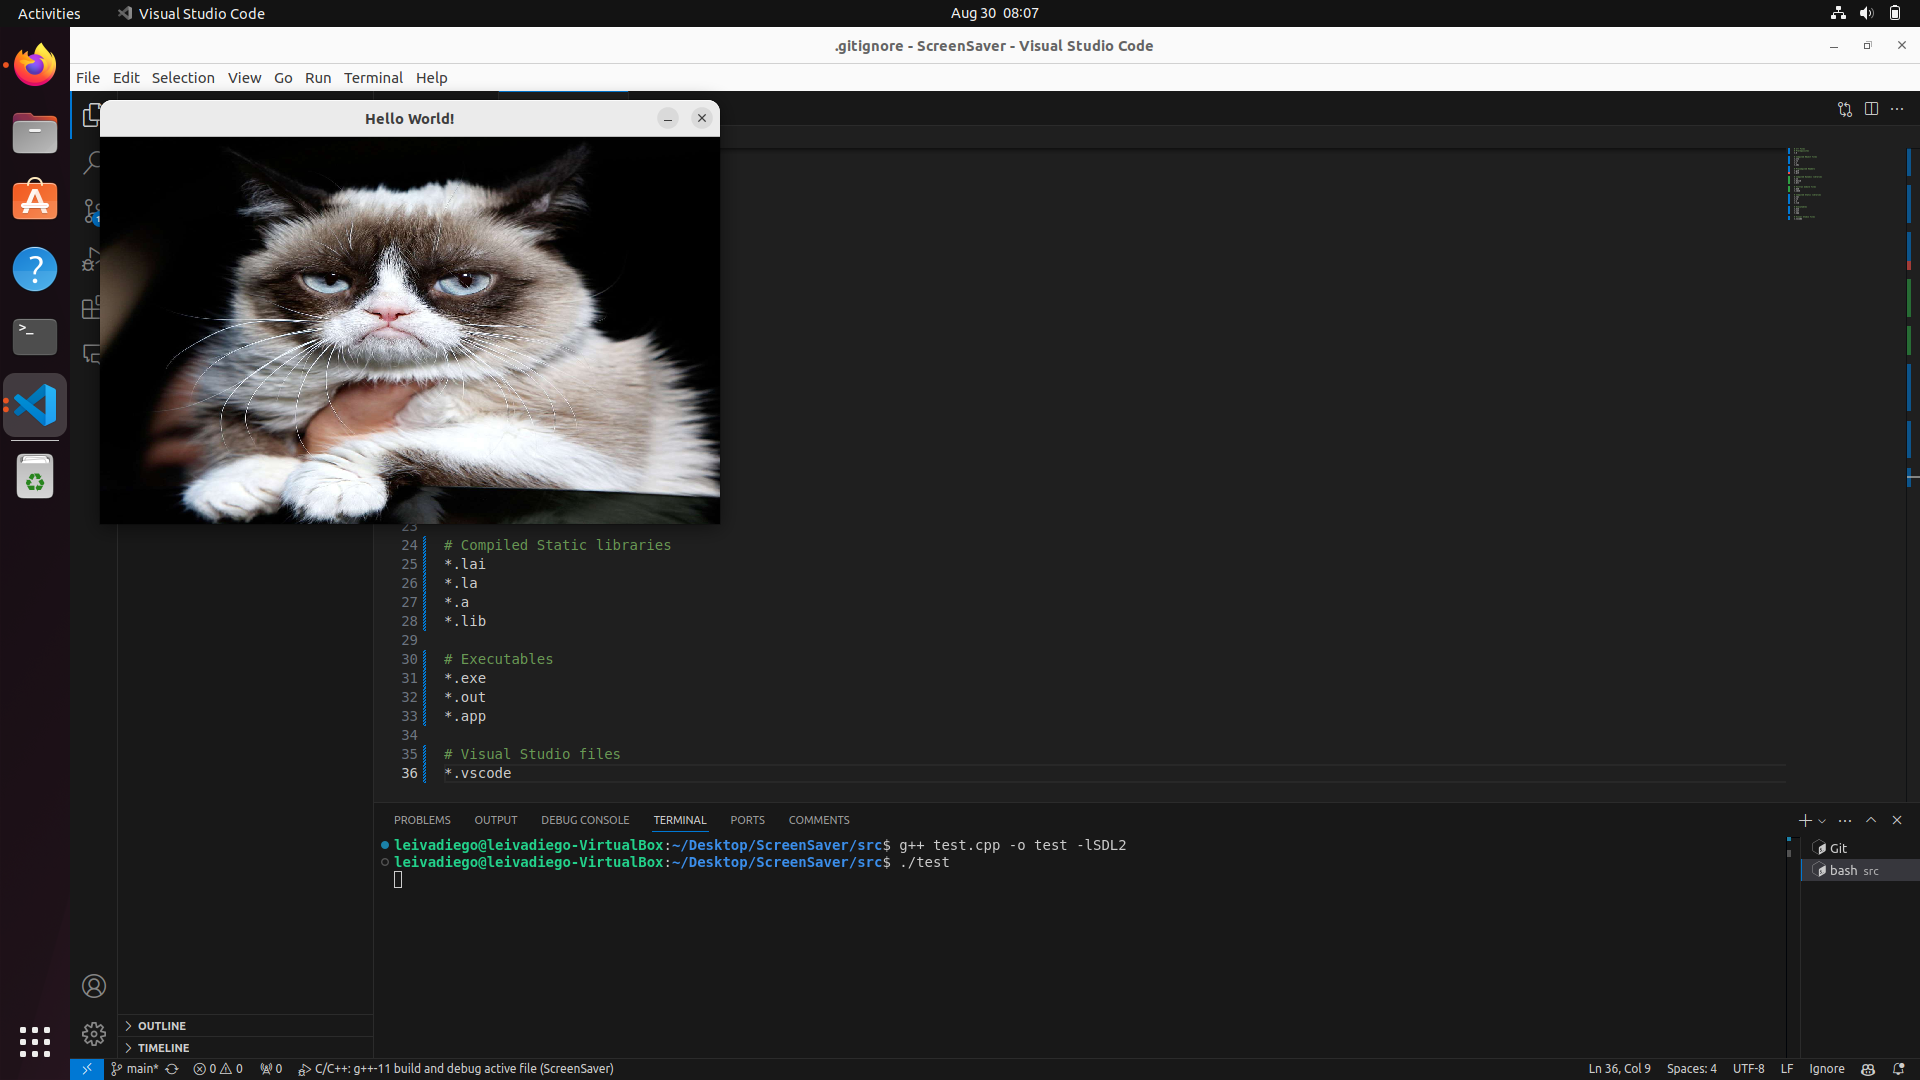 Activities
Visual Studio Code
Aug 30 08:07
.gitignore - ScreenSaver - Visual Studio Code
File Edit Selection View Go Run Terminal Help
Hello World!
23
24 # Compiled Static libraries
25 *.lai
26 *.la
27 *.a
28 *.lib
29
30 # Executables
31 *.exe
32 *.out
33 *.app
34
35 # Visual Studio files
36 *.vscode
PROBLEMS OUTPUT DEBUG CONSOLE TERMINAL PORTS COMMENTS
leivadiego@leivadiego-VirtualBox:~/Desktop/ScreenSaver/src$ g++ test.cpp -o test -lSDL2
leivadiego@leivadiego-VirtualBox:~/Desktop/ScreenSaver/src$ ./test
Git
bash src
OUTLINE
TIMELINE
main* 0 0 0 C/C++: g++-11 build and debug active file (ScreenSaver)
Ln 36, Col 9 Spaces: 4 UTF-8 LF Ignore